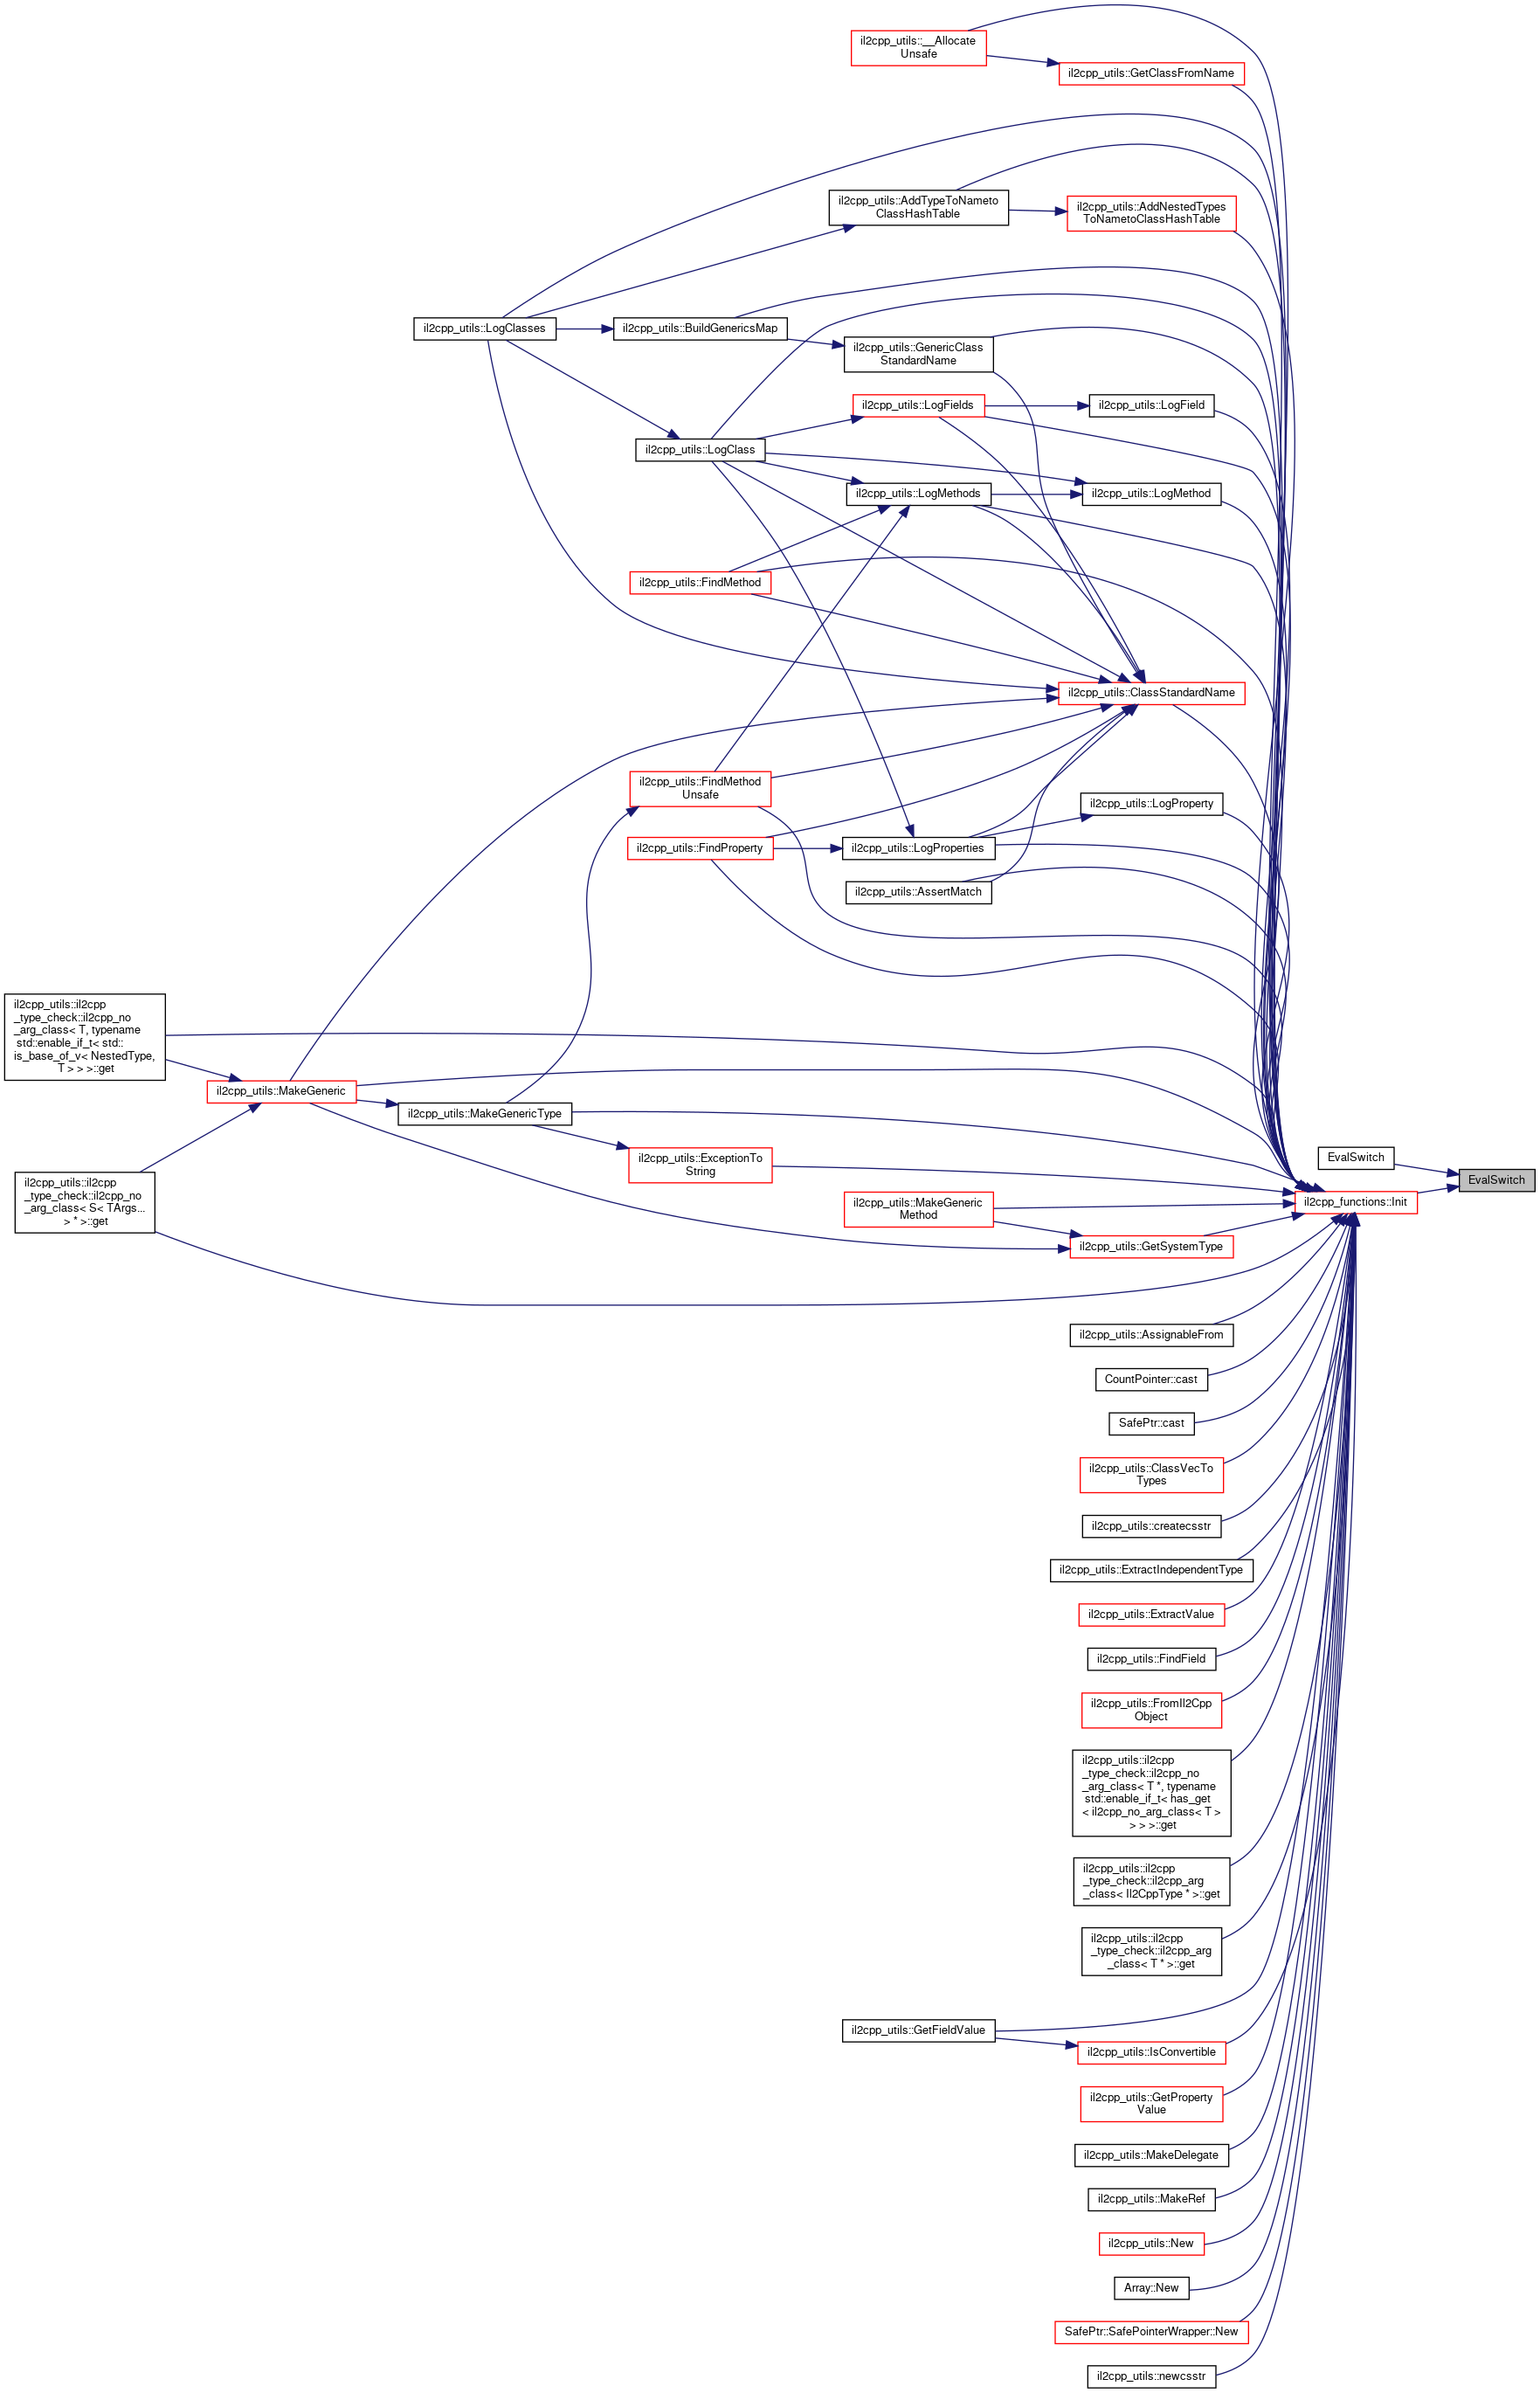 il2cpp_utils::__Allocate
Unsafe
il2cpp_utils::GetClassFromName
il2cpp_utils::AddTypeToNameto
ClassHashTable
il2cpp_utils::AddNestedTypes
ToNametoClassHashTable
il2cpp_utils::LogClasses
il2cpp_utils::BuildGenericsMap
il2cpp_utils::GenericClass
StandardName
il2cpp_utils::LogFields
il2cpp_utils::LogField
il2cpp_utils::LogClass
il2cpp_utils::LogMethods
il2cpp_utils::LogMethod
il2cpp_utils::FindMethod
il2cpp_utils::ClassStandardName
il2cpp_utils::FindMethod
Unsafe
il2cpp_utils::LogProperty
il2cpp_utils::FindProperty
il2cpp_utils::LogProperties
il2cpp_utils::AssertMatch
il2cpp_utils::il2cpp
_type_check::il2cpp_no
_arg_class< T, typename
std::enable_if_t< std::
is_base_of_v< NestedType,
T > > >::get
il2cpp_utils::MakeGeneric
il2cpp_utils::MakeGenericType
il2cpp_utils::ExceptionTo
String
EvalSwitch
EvalSwitch
il2cpp_utils::il2cpp
_type_check::il2cpp_no
_arg_class< S< TArgs...
> * >::get
il2cpp_utils::MakeGeneric
Method
il2cpp_functions::Init
il2cpp_utils::GetSystemType
il2cpp_utils::AssignableFrom
CountPointer::cast
SafePtr::cast
il2cpp_utils::ClassVecTo
Types
il2cpp_utils::createcsstr
il2cpp_utils::ExtractIndependentType
il2cpp_utils::ExtractValue
il2cpp_utils::FindField
il2cpp_utils::FromIl2Cpp
Object
il2cpp_utils::il2cpp
_type_check::il2cpp_no
_arg_class< T *, typename
std::enable_if_t< has_get
< il2cpp_no_arg_class< T >
> > >::get
il2cpp_utils::il2cpp
_type_check::il2cpp_arg
_class< Il2CppType * >::get
il2cpp_utils::il2cpp
_type_check::il2cpp_arg
_class< T * >::get
il2cpp_utils::GetFieldValue
il2cpp_utils::IsConvertible
il2cpp_utils::GetProperty
Value
il2cpp_utils::MakeDelegate
il2cpp_utils::MakeRef
il2cpp_utils::New
Array::New
SafePtr::SafePointerWrapper::New
il2cpp_utils::newcsstr